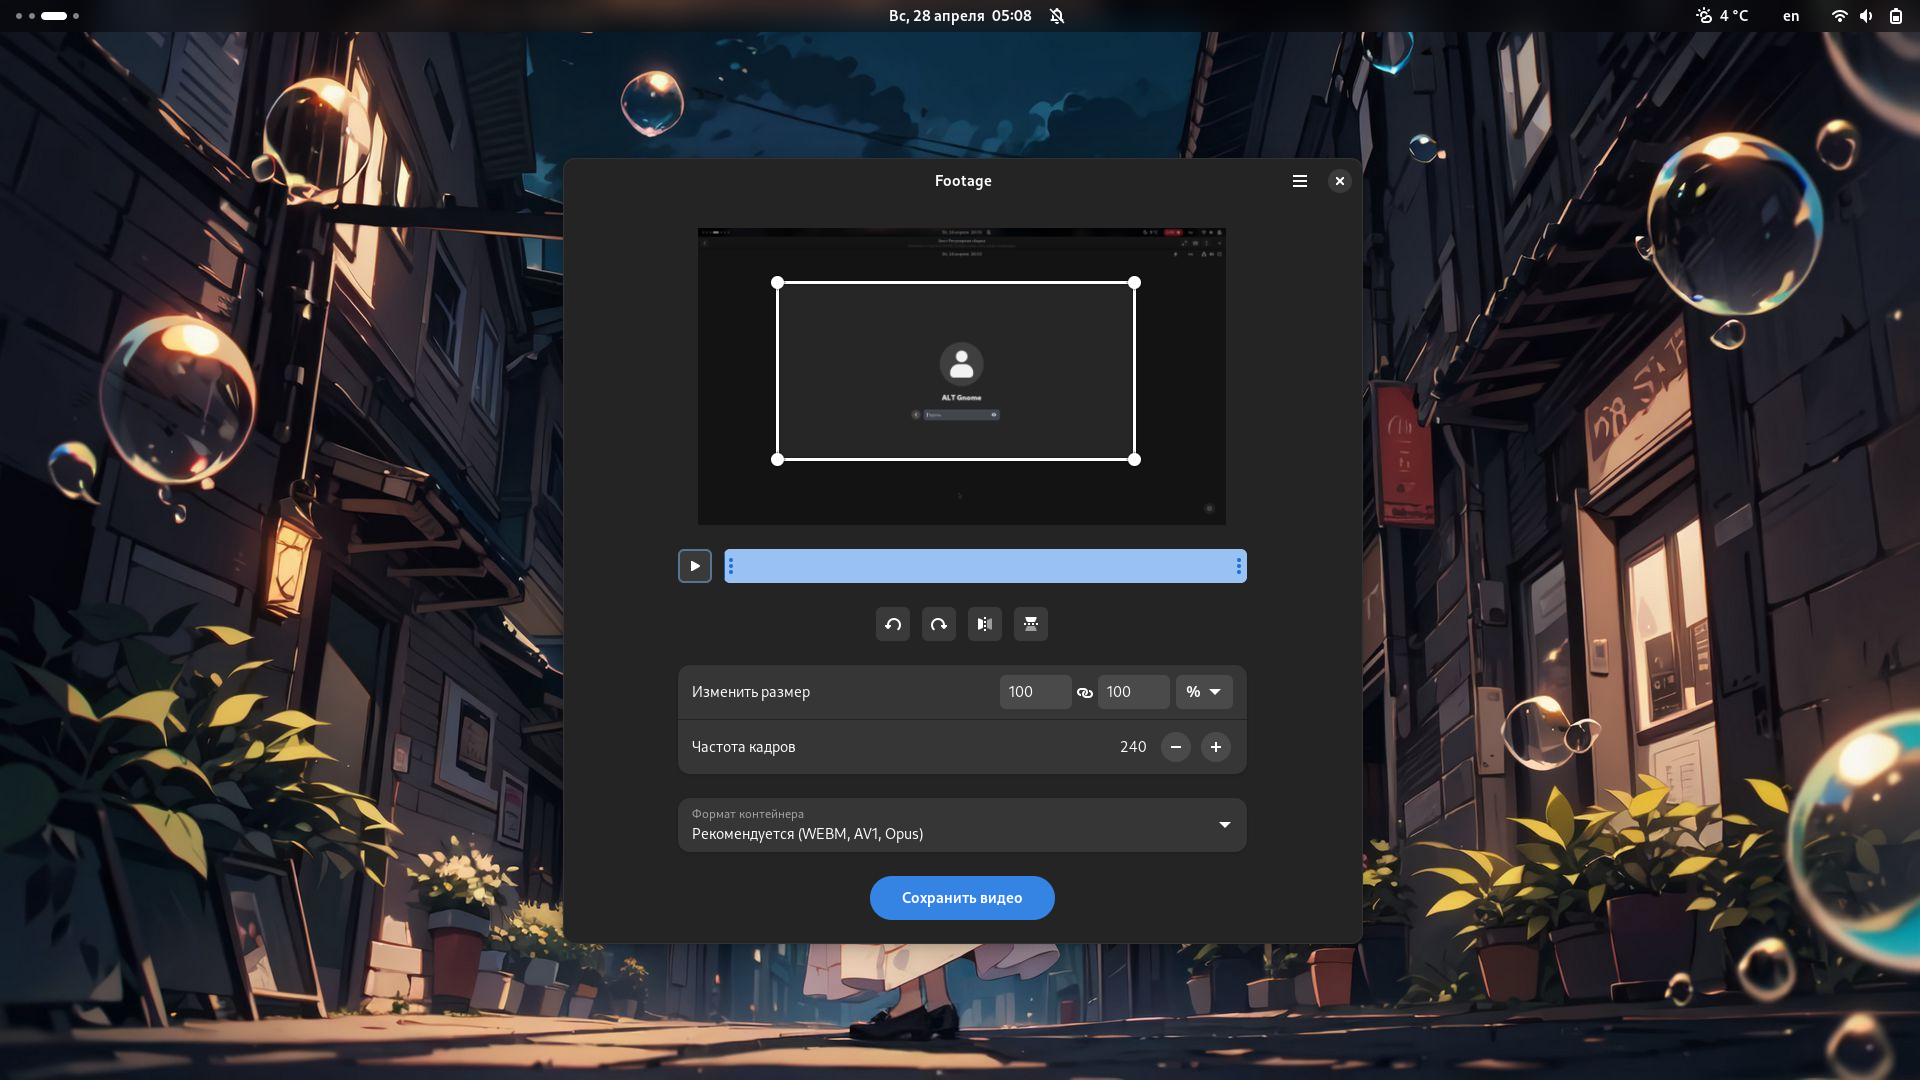 Вс, 28 апреля 05:08
4 °C
en
Footage
ALT Gnome
Изменить размер
100
100
%
Частота кадров
240
Формат контейнера
Рекомендуется (WEBM, AV1, Opus)
Сохранить видео